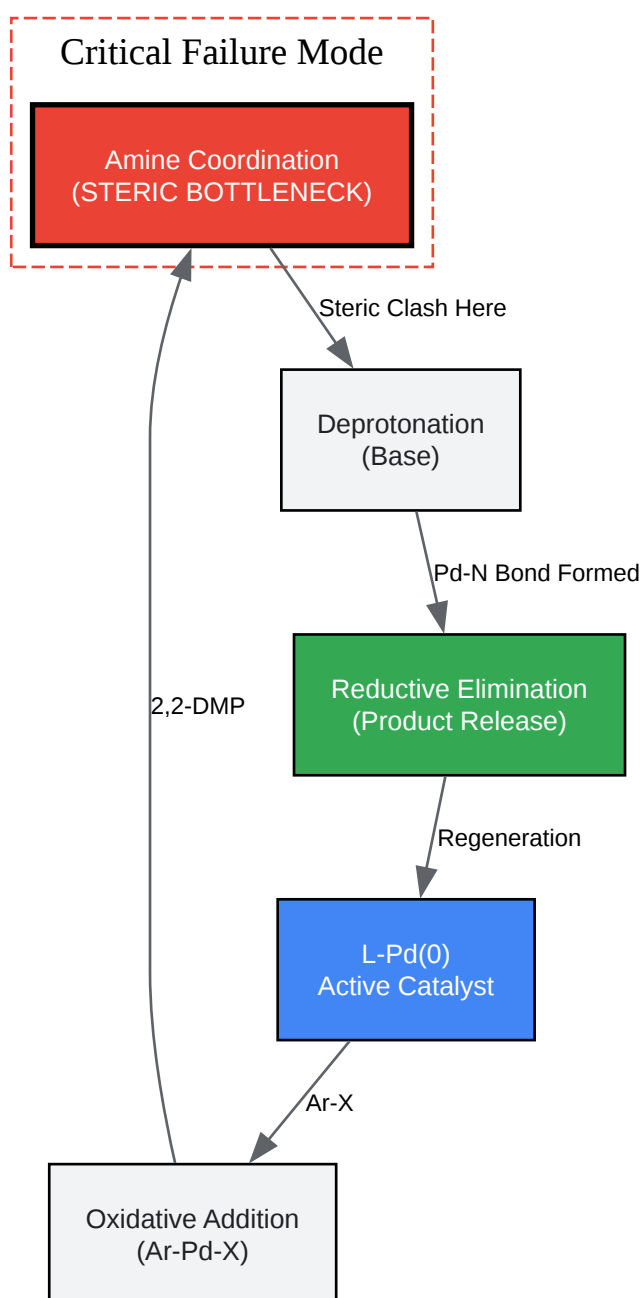 Critical Failure Mode
Amine Coordination
(STERIC BOTTLENECK)
Steric Clash Here
Deprotonation
(Base)
Pd-N Bond Formed
Reductive Elimination
(Product Release)
2,2-DMP
Regeneration
L-Pd(0)
Active Catalyst
Ar-X
Oxidative Addition
(Ar-Pd-X)